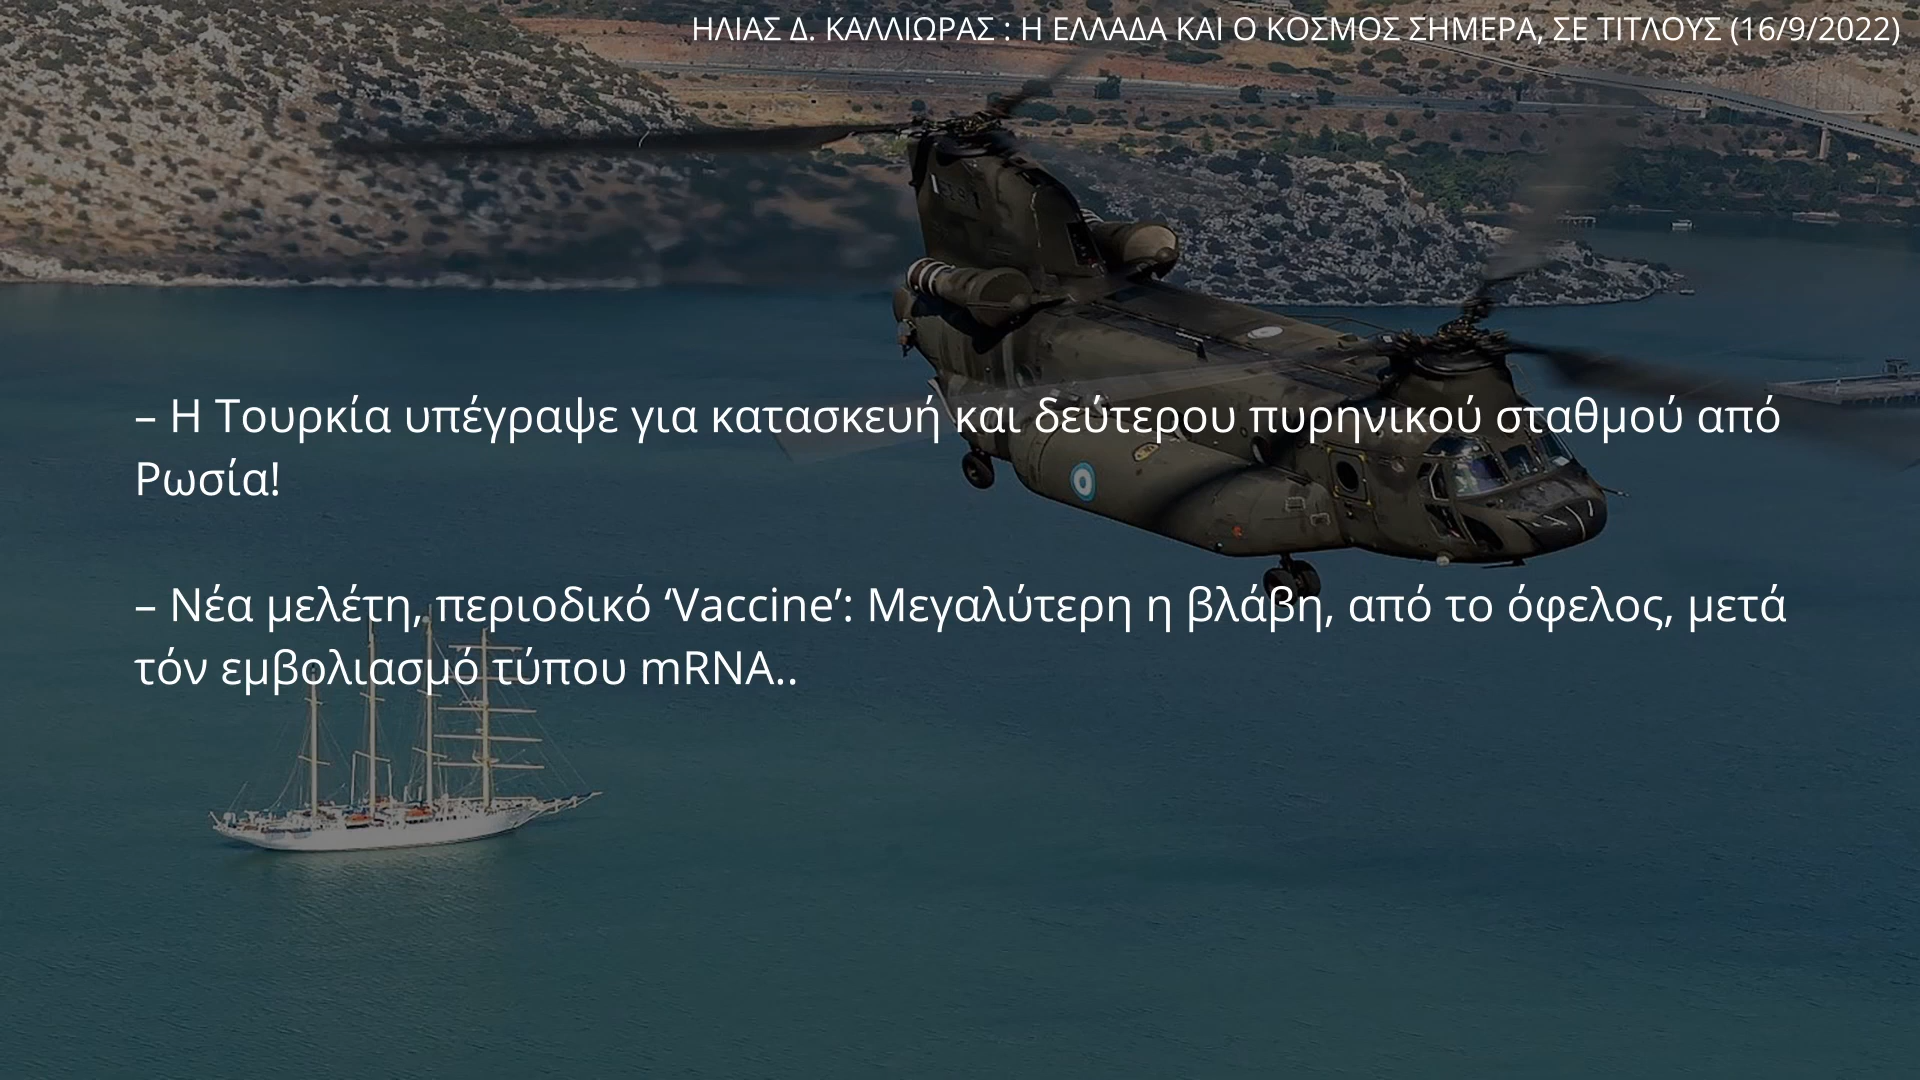 ΗΛΙΑΣ Δ. ΚΑΛΛΙΩΡΑΣ : Η ΕΛΛΑΔΑ ΚΑΙ Ο ΚΟΣΜΟΣ ΣΗΜΕΡΑ, ΣΕ ΤΙΤΛΟΥΣ (16/9/2022)
– Η Τουρκία υπέγραψε για κατασκευή και δεύτερου πυρηνικού σταθμού από
Ρωσία!
– Νέα μελέτη, περιοδικό ‘Vaccine’: Μεγαλύτερη η βλάβη, από το όφελος, μετά
τόν εμβολιασμό τύπου mRNA..